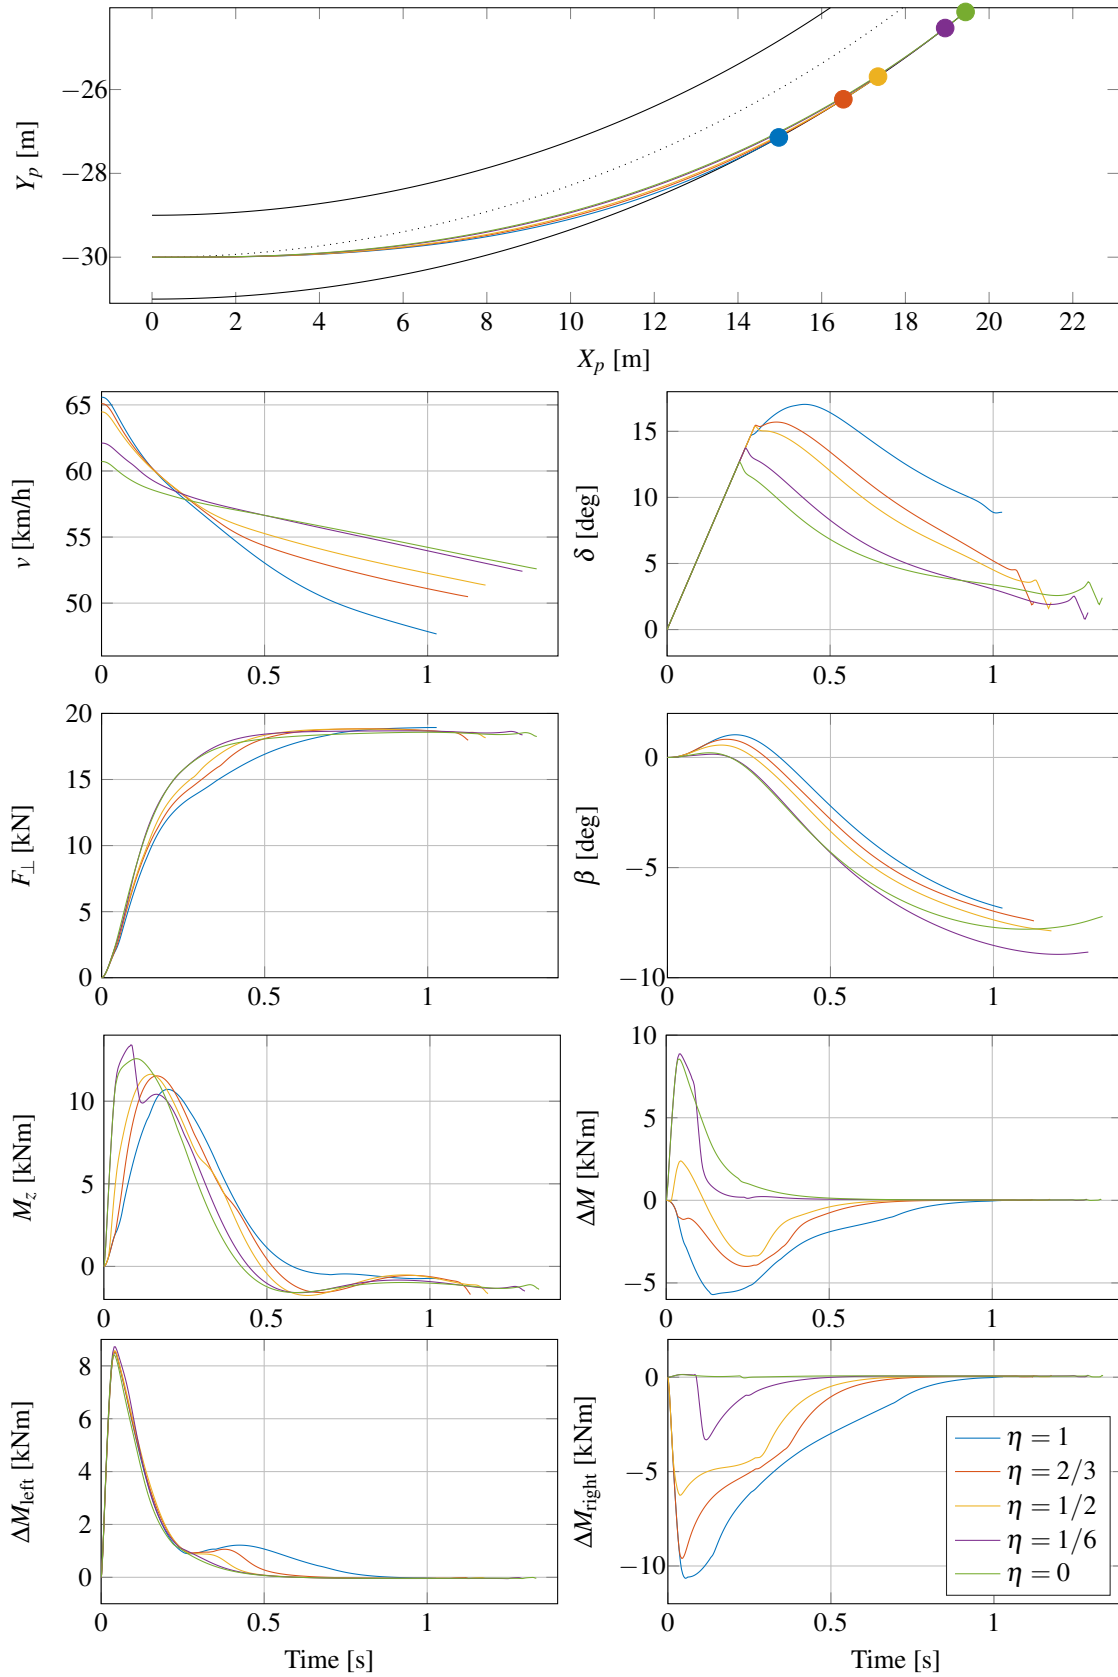 Y_p [m]
−26
−28
−30
0 2 4 6 8 10 12 14 16 18 20 22
X_p [m]
v [km/h]
65
60
55
50
0 0.5 1
δ [deg]
15
10
5
0
0 0.5 1
F_⊥ [kN]
20
15
10
5
0
0 0.5 1
β [deg]
0
−5
−10
0 0.5 1
M_z [kNm]
10
5
0
0 0.5 1
ΔM [kNm]
10
5
0
−5
0 0.5 1
ΔM_left [kNm]
8
6
4
2
0
0 0.5 1
Time [s]
ΔM_right [kNm]
0
−5
−10
0 0.5 1
Time [s]
η = 1
η = 2/3
η = 1/2
η = 1/6
η = 0